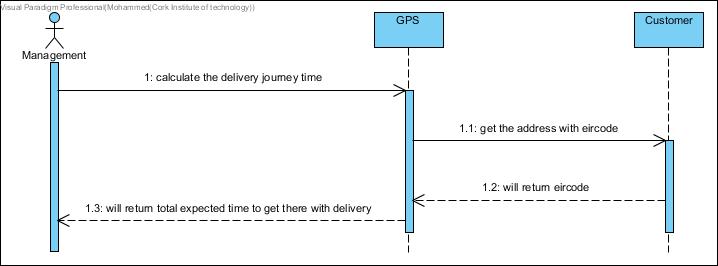 Visual Paradigm Professional(Mohammed(Cork Institute of technology))
GPS
Customer
Management
1: calculate the delivery journey time
1.1: get the address with eircode
1.2: will return eircode
1.3: will return total expected time to get there with delivery